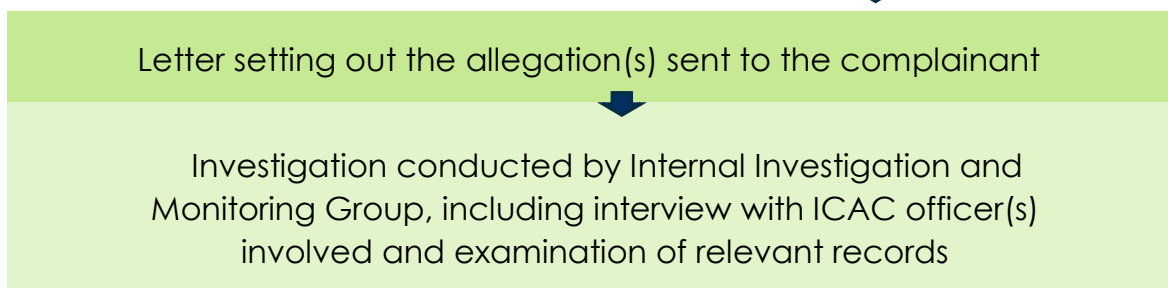 Letter setting out the allegation(s) sent to the complainant
Investigation conducted by Internal Investigation and
Monitoring Group, including interview with ICAC officer(s)
involved and examination of relevant records